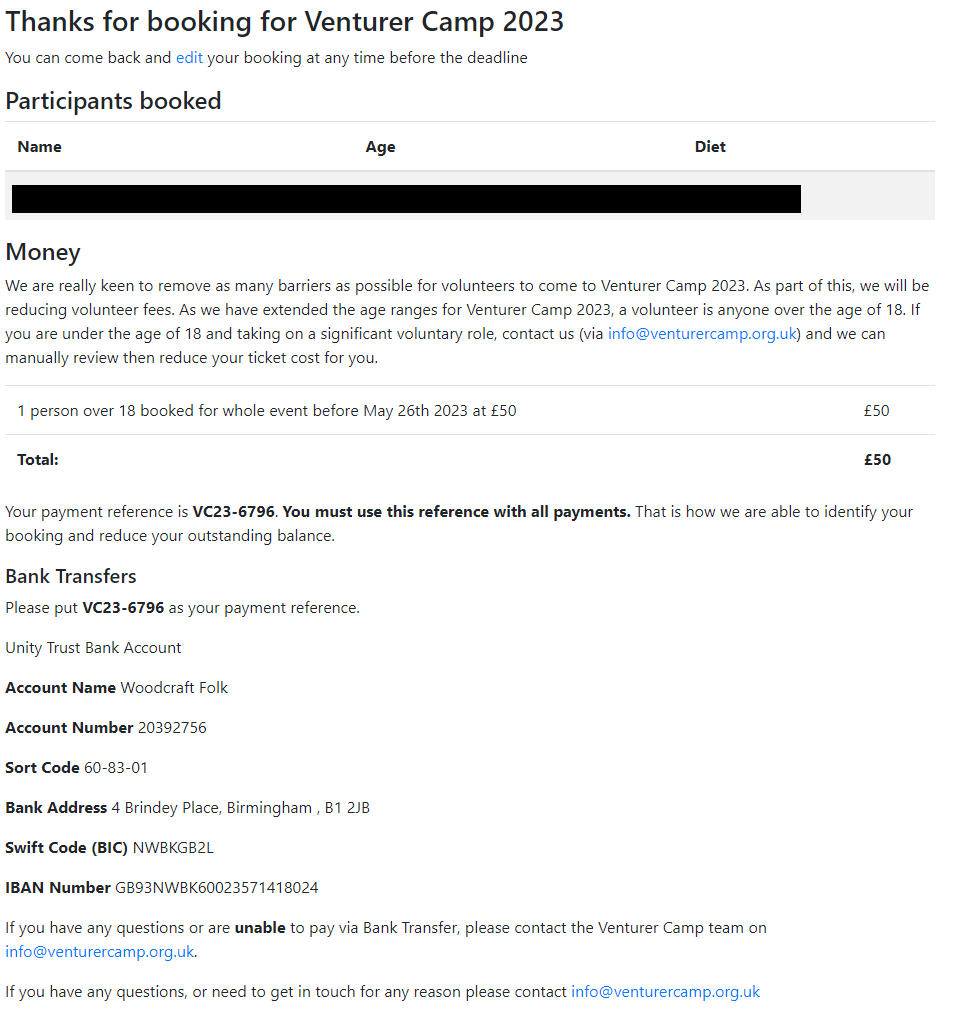 Thanks for booking for Venturer Camp 2023
You can come back and edit your booking at any time before the deadline
Participants booked
Name Age Diet
Money
We are really keen to remove as many barriers as possible for volunteers to come to Venturer Camp 2023. As part of this, we will be
reducing volunteer fees. As we have extended the age ranges for Venturer Camp 2023, a volunteer is anyone over the age of 18. If
you are under the age of 18 and taking on a significant voluntary role, contact us (via info@venturercamp.org.uk) and we can
manually review then reduce your ticket cost for you.
1 person over 18 booked for whole event before May 26th 2023 at £50 £50
Total: £50
Your payment reference is VC23-6796. You must use this reference with all payments. That is how we are able to identify your
booking and reduce your outstanding balance.
Bank Transfers
Please put VC23-6796 as your payment reference.
Unity Trust Bank Account
Account Name Woodcraft Folk
Account Number 20392756
Sort Code 60-83-01
Bank Address 4 Brindey Place, Birmingham , B1 2JB
Swift Code (BIC) NWBKGB2L
IBAN Number GB93NWBK60023571418024
If you have any questions or are unable to pay via Bank Transfer, please contact the Venturer Camp team on
info@venturercamp.org.uk.
If you have any questions, or need to get in touch for any reason please contact info@venturercamp.org.uk